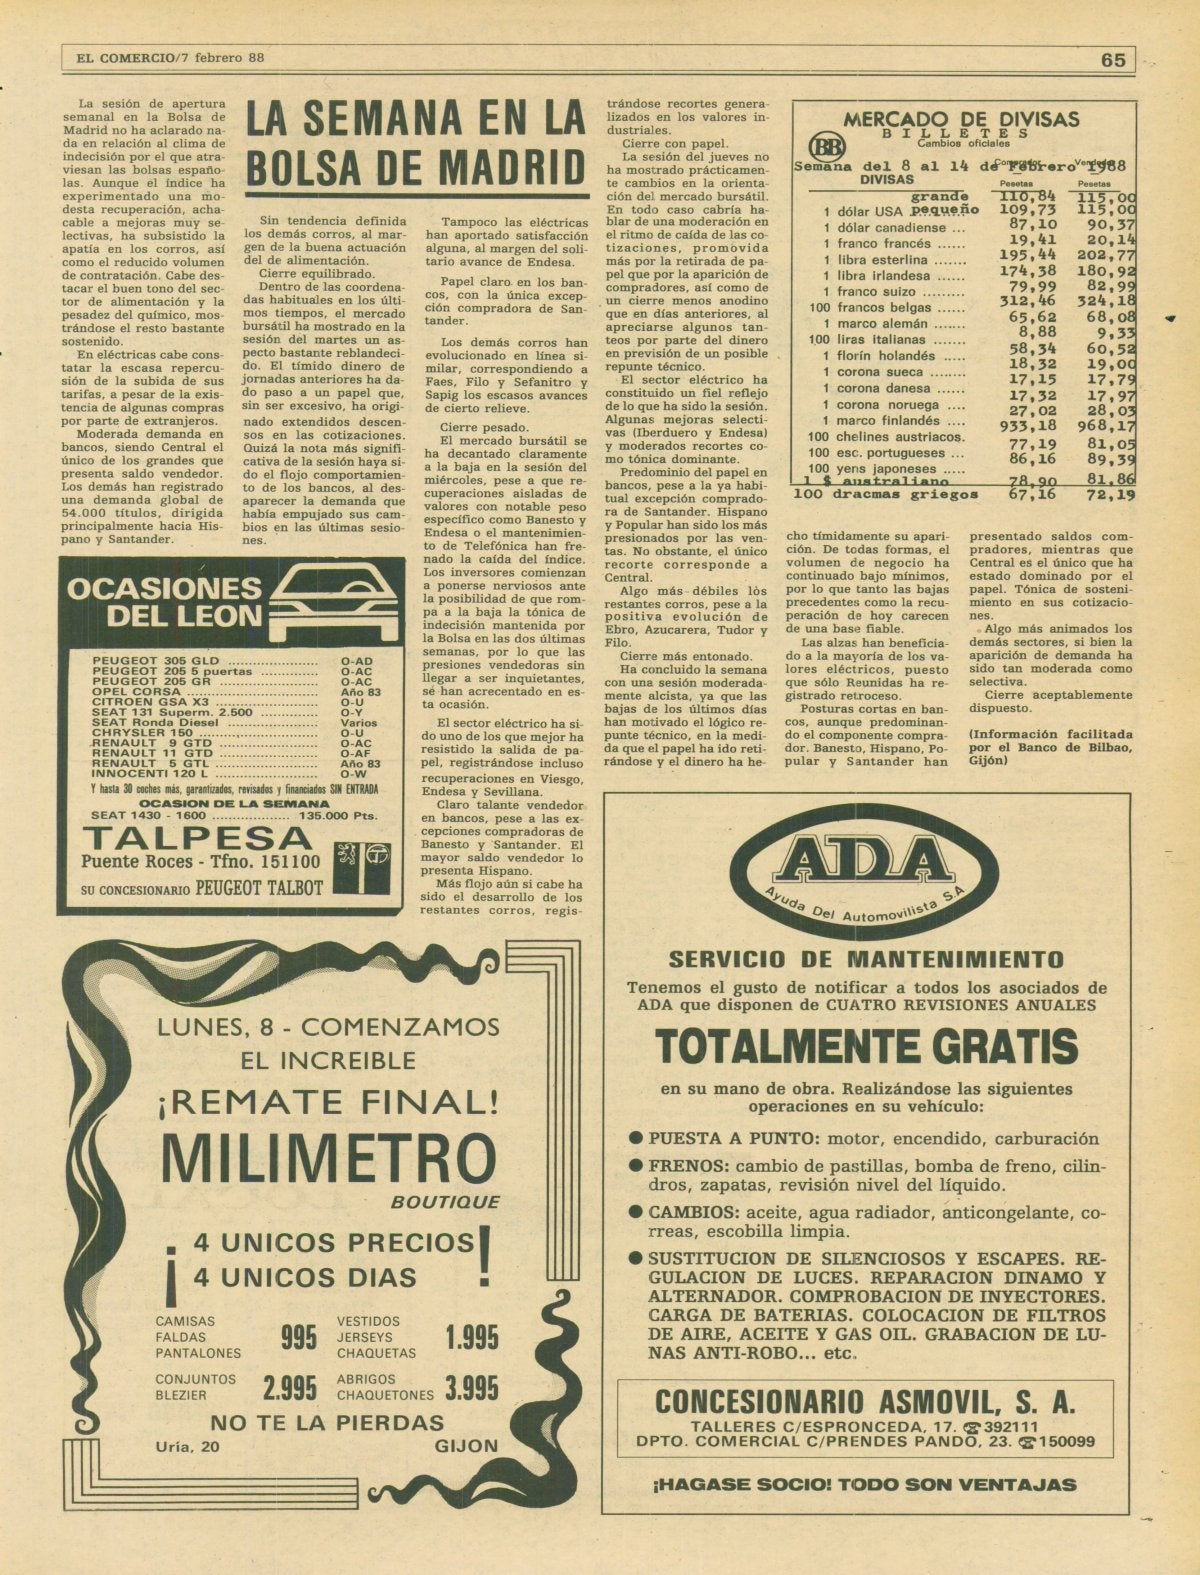 EL COMERCIO/7 febrero 88
65
LA SEMANA EN LA
BOLSA DE MADRID
La sesión de apertura
semanal en la Bolsa de
Madrid no ha aclarado na-
da en relación al clima de
indecisión por el que atra-
viesan las bolsas españo-
las. Aunque el índice ha
experimentado una mo-
desta recuperación, acha-
cable a mejoras muy se-
lectivas, ha subsistido la
apatía en los corros, así
como el reducido volumen
de contratación. Cabe des-
tacar el buen tono del sec-
tor de alimentación y la
pesadez del químico, mos-
trándose el resto bastante
sostenido.
En eléctricas cabe cons-
tatar la escasa repercu-
sión de la subida de sus
tarifas, a pesar de la exis-
tencia de algunas compras
por parte de extranjeros.
Moderada demanda en
bancos, siendo Central el
único de los grandes que
presenta saldo vendedor.
Los demás han registrado
una demanda global de
54.000 títulos, dirigida
principalmente hacia His-
pano y Santander.
Sin tendencia definida
los demás corros, al mar-
gen de la buena actuación
del de alimentación.
Cierre equilibrado.
Dentro de las coordena-
das habituales en los últi-
mos tiempos, el mercado
bursátil ha mostrado en la
sesión del martes un as-
pecto bastante reblandeci-
do. El tímido dinero de
jornadas anteriores ha da-
do paso a un papel que,
sin ser excesivo, ha origi-
nado extendidos descen-
sos en las cotizaciones.
Quizá la nota más signifi-
cativa de la sesión haya si-
do el flojo comportamien-
to de los bancos, al des-
aparecer la demanda que
había empujado sus cam-
bios en las últimas sesio-
nes.
Tampoco las eléctricas
han aportado satisfacción
alguna, al margen del soli-
tario avance de Endesa.
Papel claro en los ban-
cos, con la única excep-
ción compradora de San-
tander.
Los demás corros han
evolucionado en línea si-
milar, correspondiendo a
Faes, Filo y Sefanitro y
Sapig los escasos avances
de cierto relieve.
Cierre pesado.
El mercado bursátil se
ha decantado claramente
a la baja en la sesión del
miércoles, pese a que re-
cuperaciones aisladas de
valores con notable peso
específico como Banesto y
Endesa o el mantenimien-
to de Telefónica han fre-
nado la caída del índice.
Los inversores comienzan
a ponerse nerviosos ante
la posibilidad de que rom-
pa a la baja la tónica de
indecisión mantenida por
la Bolsa en las dos últimas
semanas, por lo que las
presiones vendedoras sin
llegar a ser inquietantes,
sé han acrecentado en es-
ta ocasión.
El sector eléctrico ha si-
do uno de los que mejor ha
resistido la salida de pa-
pel, registrándose incluso
recuperaciones en Viesgo,
Endesa y Sevillana.
Claro talante vendedor
en bancos, pese a las ex-
cepciones compradoras de
Banesto y Santander. El
mayor saldo vendedor lo
presenta Hispano.
Más flojo aún si cabe ha
sido el desarrollo de los
restantes corros, regis-
trándose recortes genera-
lizados en los valores in-
dustriales.
Cierre con papel.
La sesión del jueves no
ha mostrado prácticamen-
te cambios en la orienta-
ción del mercado bursátil.
En todo caso cabría ha-
blar de una moderación en
el ritmo de caída de las co-
tizaciones, promovida
más por la retirada de pa-
pel que por la aparición de
compradores, así como de
un cierre menos anodino
que en días anteriores, al
apreciarse algunos tan-
teos por parte del dinero
en previsión de un posible
repunte técnico.
El sector eléctrico ha
constituido un fiel reflejo
de lo que ha sido la sesión.
Algunas mejoras selecti-
vas (Iberduero y Endesa)
y moderados recortes co-
mo tónica dominante.
Predominio del papel en
bancos, pese a la ya habi-
tual excepción comprado-
ra de Santander. Hispano
y Popular han sido los más
presionados por las ven-
tas. No obstante, el único
recorte corresponde a
Central.
Algo más débiles lòs
restantes corros, pese a la
positiva evolución de
Ebro, Azucarera, Tudor y
Filo.
Cierre más entonado.
Ha concluido la semana
con una sesión moderada-
mente alcista, ya que las
bajas de los últimos días
han motivado el lógico re-
punte técnico, en la medi-
da que el papel ha ido reti-
rándose y el dinero ha he-
cho tímidamente su apari-
ción. De todas formas, el
volumen de negocio ha
continuado bajo mínimos,
por lo que tanto las bajas
precedentes como la recu-
peración de hoy carecen
de una base fiable.
Las alzas han beneficia-
do a la mayoría de los va-
lores eléctricos, puesto
que sólo Reunidas ha re-
gistrado retroceso.
Posturas cortas en ban-
cos, aunque predominan-
do el componente compra-
dor. Banesto, Hispano, Po-
pular y Santander han
presentado saldos com-
pradores, mientras que
Central es el único que ha
estado dominado por el
papel. Tónica de sosteni-
miento en sus cotizacio-
nes.
Algo más animados los
demás sectores, si bien la
aparición de demanda ha
sido tan moderada como
selectiva.
Cierre aceptablemente
dispuesto.
(Información facilitada
por el Banco de Bilbao,
Gijón)
BB
MERCADO DE DIVISAS
BILLETES
Cambios oficiales
Comprador Vendedor
Semana del 8 al 14 de Febrero 1988
DIVISAS Pesetas Pesetas
grande 110,84 115,00
1 dólar USA pequeño 109,73 115,00
1 dólar canadiense ... 87,10 90,37
1 franco francés ...... 19,41 20,14
1 libra esterlina ....... 195,44 202,77
1 libra irlandesa ...... 174,38 180,92
1 franco suizo ......... 79,99 82,99
100 francos belgas ...... 312,46 324,18
1 marco alemán ....... 65,62 68,08
100 liras italianas ....... 8,88 9,33
1 florín holandés ..... 58,34 60,52
1 corona sueca ........ 18,32 19,00
1 corona danesa ...... 17,15 17,79
1 corona noruega .... 17,32 17,97
1 marco finlandés .... 27,02 28,03
100 chelines austriacos. 933,18 968,17
100 esc. portugueses ... 77,19 81,05
100 yens japoneses ..... 86,16 89,39
1 $ australiano 78,90 81,86
100 dracmas griegos 67,16 72,19
OCASIONES
DEL LEON
PEUGEOT 305 GLD ........ O-AD
PEUGEOT 205 5 puertas ........ O-AC
PEUGEOT 205 GR ........ O-AC
OPEL CORSA ........ Año 83
CITROEN GSA X3 ........ O-U
SEAT 131 Superm. 2.500 ........ O-Y
SEAT Ronda Diesel ........ Varios
CHRYSLER 150 ........ O-U
RENAULT 9 GTD ........ O-AC
RENAULT 11 GTD ........ O-AF
RENAULT 5 GTL ........ Año 83
INNOCENTI 120 L ........ O-W
Y hasta 30 coches más, garantizados, revisados y financiados SIN ENTRADA
OCASION DE LA SEMANA
SEAT 1430 - 1600 ........ 135.000 Pts.
TALPESA
Puente Roces - Tfno. 151100
SU CONCESIONARIO PEUGEOT TALBOT
LUNES, 8 - COMENZAMOS
EL INCREIBLE
¡REMATE FINAL!
MILIMETRO
BOUTIQUE
¡4 UNICOS PRECIOS
4 UNICOS DIAS!
CAMISAS
FALDAS
PANTALONES
995
VESTIDOS
JERSEYS
CHAQUETAS
1.995
CONJUNTOS
BLEZIER
2.995
ABRIGOS
CHAQUETONES
3.995
NO TE LA PIERDAS
Uría, 20 GIJON
ADA
Ayuda Del Automovilista S.A
SERVICIO DE MANTENIMIENTO
Tenemos el gusto de notificar a todos los asociados de
ADA que disponen de CUATRO REVISIONES ANUALES
TOTALMENTE GRATIS
en su mano de obra. Realizándose las siguientes
operaciones en su vehículo:
● PUESTA A PUNTO: motor, encendido, carburación
● FRENOS: cambio de pastillas, bomba de freno, cilin-
dros, zapatas, revisión nivel del líquido.
● CAMBIOS: aceite, agua radiador, anticongelante, co-
rreas, escobilla limpia.
● SUSTITUCION DE SILENCIOSOS Y ESCAPES. RE-
GULACION DE LUCES. REPARACION DINAMO Y
ALTERNADOR. COMPROBACION DE INYECTORES.
CARGA DE BATERIAS. COLOCACION DE FILTROS
DE AIRE, ACEITE Y GAS OIL. GRABACION DE LU-
NAS ANTI-ROBO... etc.
CONCESIONARIO ASMOVIL, S. A.
TALLERES C/ESPRONCEDA, 17. ☎392111
DPTO. COMERCIAL C/PRENDES PANDO, 23. ☎150099
¡HAGASE SOCIO! TODO SON VENTAJAS